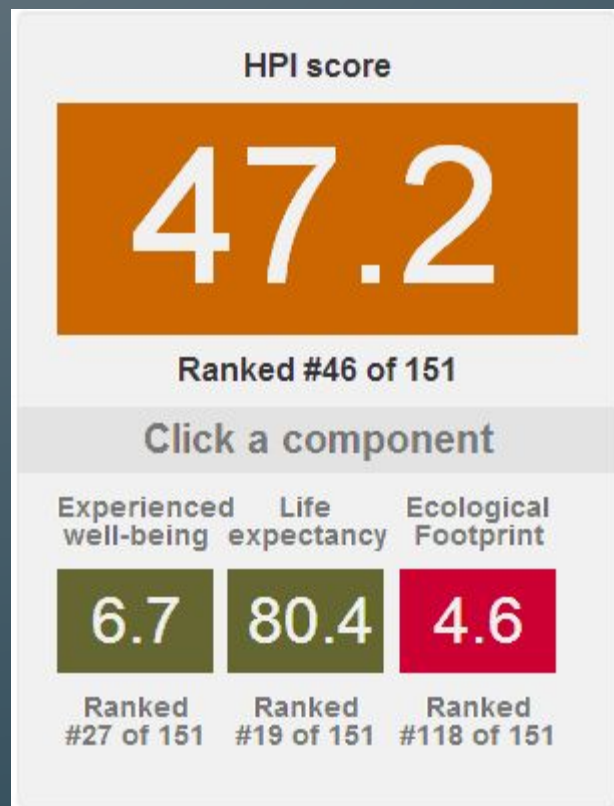 HPI score
47.2
Ranked #46 of 151
Click a component
Experienced well-being
Life expectancy
Ecological Footprint
6.7
80.4
4.6
Ranked #27 of 151
Ranked #19 of 151
Ranked #118 of 151